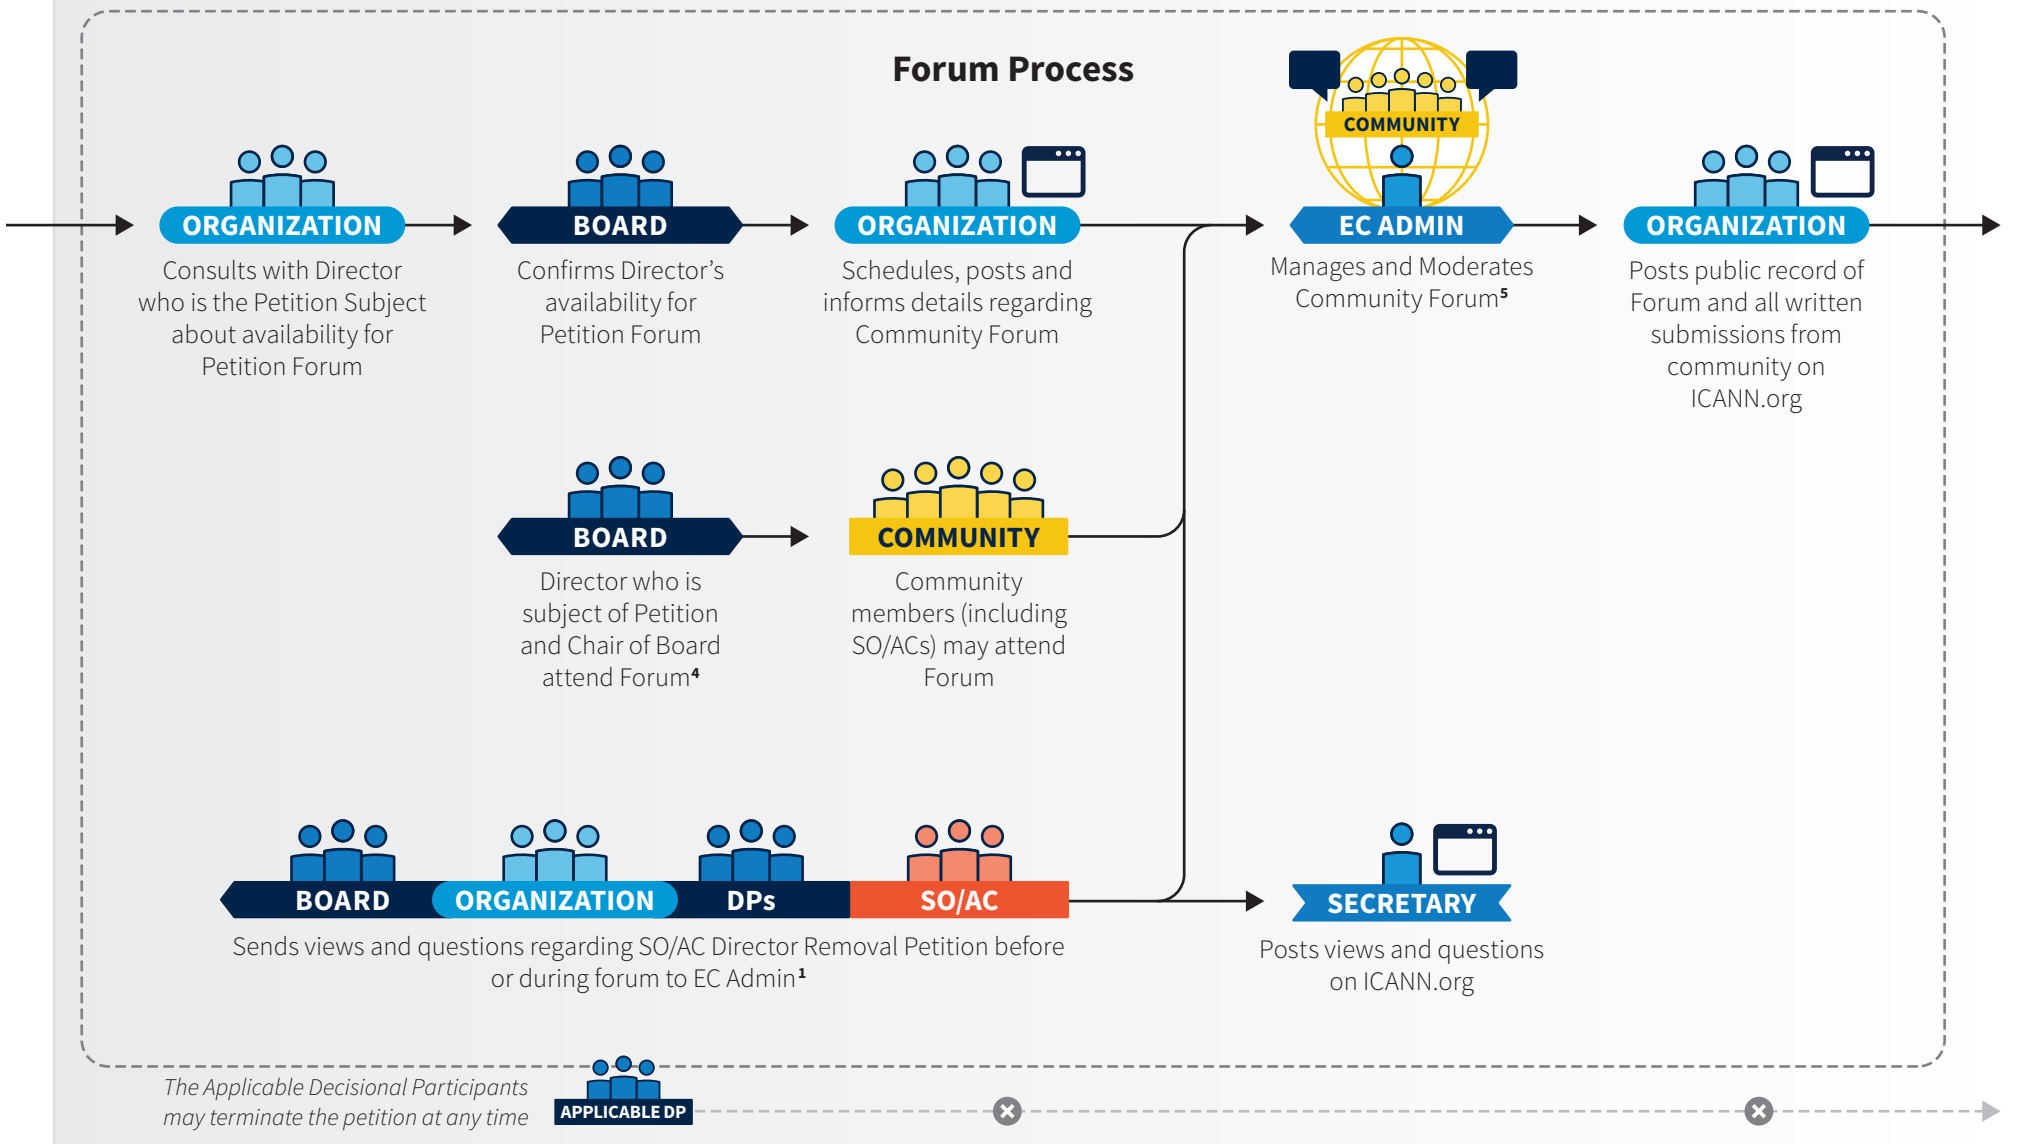 Forum Process
COMMUNITY
ORGANIZATION
Consults with Director
who is the Petition Subject
about availability for
Petition Forum
BOARD
Confirms Director’s
availability for
Petition Forum
ORGANIZATION
Schedules, posts and
informs details regarding
Community Forum
EC ADMIN
Manages and Moderates
Community Forum5
ORGANIZATION
Posts public record of
Forum and all written
submissions from
community on
ICANN.org
BOARD
Director who is
subject of Petition
and Chair of Board
attend Forum4
COMMUNITY
Community
members (including
SO/ACs) may attend
Forum
BOARD
ORGANIZATION
DPs
SO/AC
Sends views and questions regarding SO/AC Director Removal Petition before
or during forum to EC Admin1
SECRETARY
Posts views and questions
on ICANN.org
The Applicable Decisional Participants
may terminate the petition at any time
APPLICABLE DP